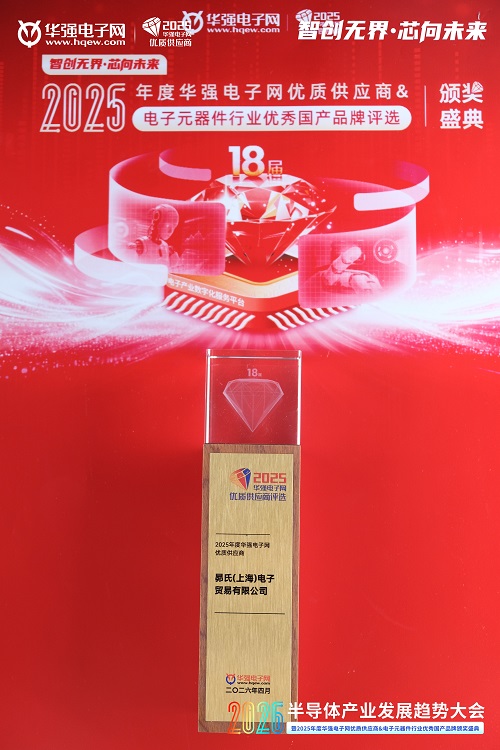 华强电子网
www.hqew.com
2025
华强电子网
优质供应商
2025
智创无界·芯向未来
智创无界·芯向未来
2025
年度华强电子网优质供应商&
电子元器件行业优秀国产品牌评选
颁奖
盛典
18届
电子产业数字化服务平台
18届
2025
华强电子网
优质供应商评选
2025年度华强电子网
优质供应商
昴氏(上海)电子
贸易有限公司
华强电子网
www.hqew.com
二〇二六年四月
2026
半导体产业发展趋势大会
暨2025年度华强电子网优质供应商&电子元器件行业优秀国产品牌颁奖盛典